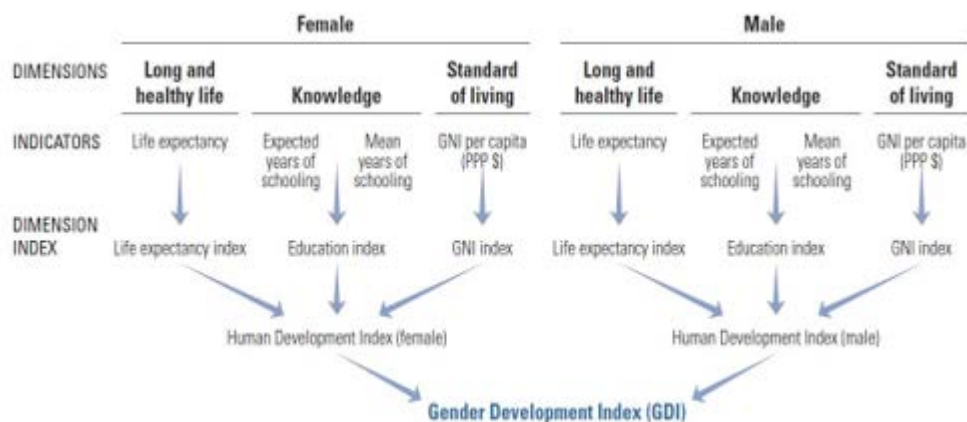 Female Male
DIMENSIONS Long and healthy life Knowledge Standard of living Long and healthy life Knowledge Standard of living
INDICATORS Life expectancy Expected years of schooling Mean years of schooling GNI per capita (PPP $) Life expectancy Expected years of schooling Mean years of schooling GNI per capita (PPP $)
DIMENSION INDEX Life expectancy index Education index GNI index Life expectancy index Education index GNI index
Human Development Index (female) Human Development Index (male)
Gender Development Index (GDI)